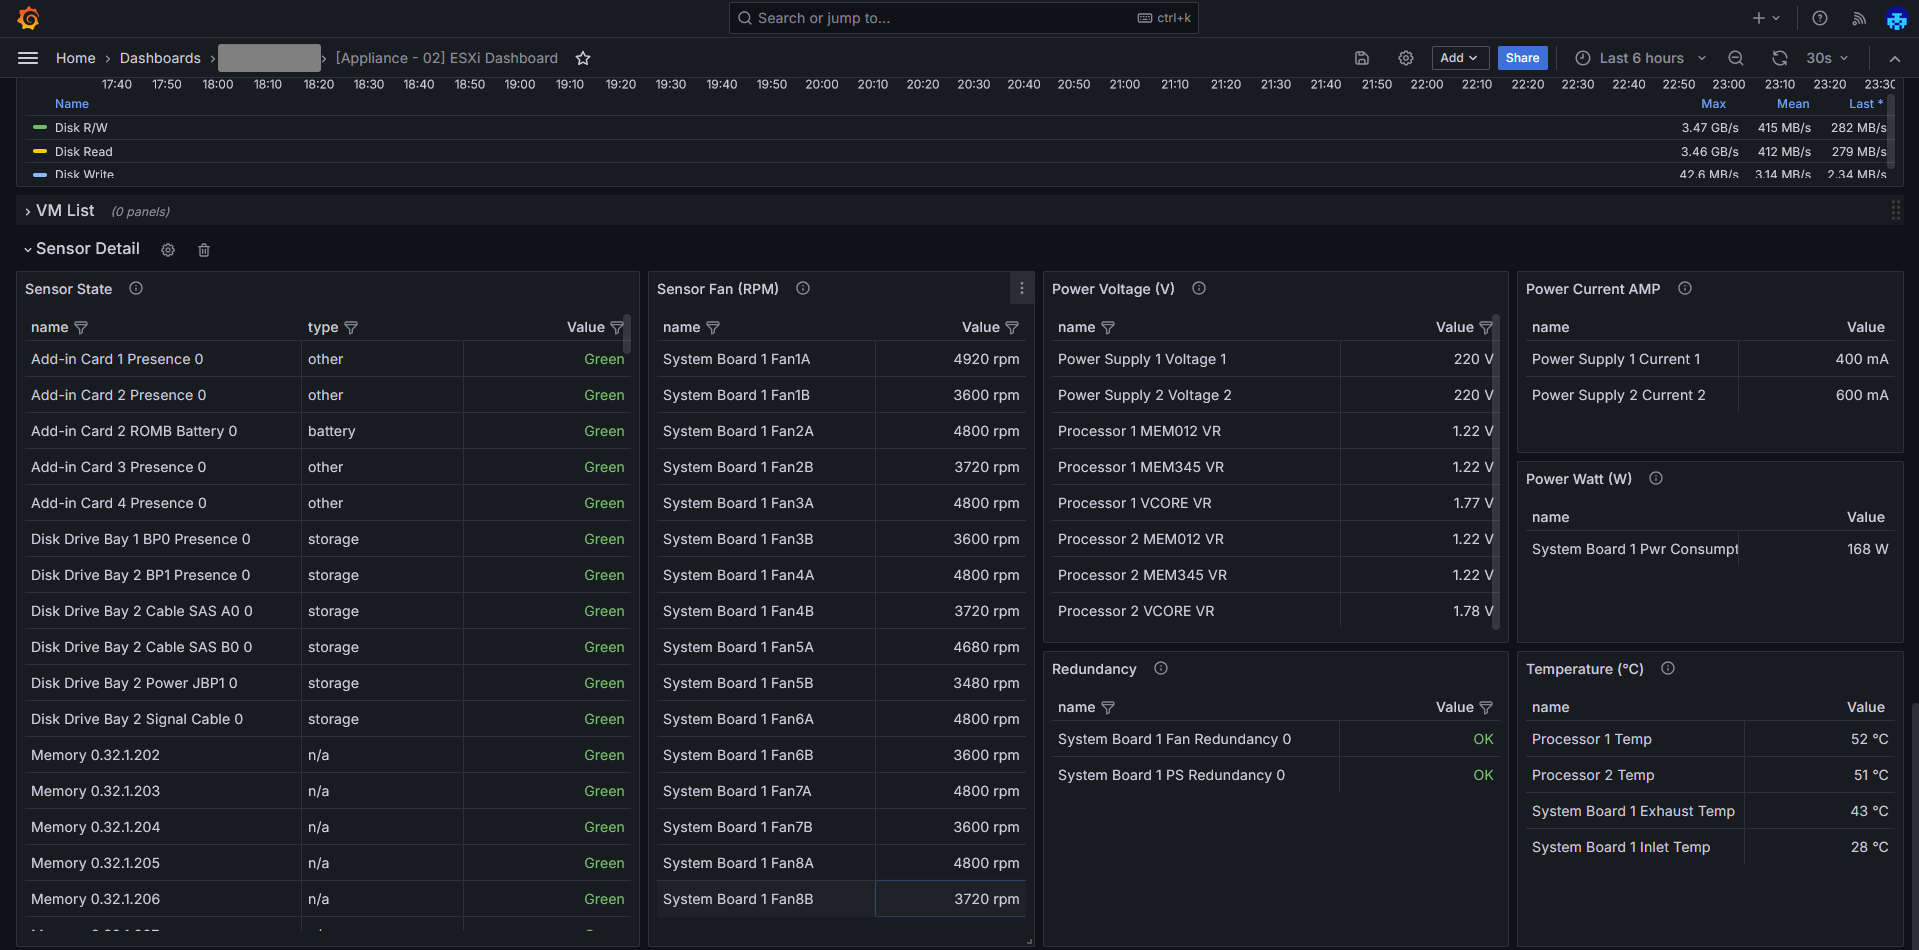 Search or jump to... ctrl+k
Home › Dashboards › › [Appliance - 02] ESXi Dashboard Add Share Last 6 hours 30s
17:40 17:50 18:00 18:10 18:20 18:30 18:40 18:50 19:00 19:10 19:20 19:30 19:40 19:50 20:00 20:10 20:20 20:30 20:40 20:50 21:00 21:10 21:20 21:30 21:40 21:50 22:00 22:10 22:20 22:30 22:40 22:50 23:00 23:10 23:20 23:30
Name Max Mean Last *
Disk R/W 3.47 GB/s 415 MB/s 282 MB/s
Disk Read 3.46 GB/s 412 MB/s 279 MB/s
Disk Write 42.6 MB/s 3.14 MB/s 2.34 MB/s
VM List (0 panels)
Sensor Detail
Sensor State
name type Value
Add-in Card 1 Presence 0 other Green
Add-in Card 2 Presence 0 other Green
Add-in Card 2 ROMB Battery 0 battery Green
Add-in Card 3 Presence 0 other Green
Add-in Card 4 Presence 0 other Green
Disk Drive Bay 1 BP0 Presence 0 storage Green
Disk Drive Bay 2 BP1 Presence 0 storage Green
Disk Drive Bay 2 Cable SAS A0 0 storage Green
Disk Drive Bay 2 Cable SAS B0 0 storage Green
Disk Drive Bay 2 Power JBP1 0 storage Green
Disk Drive Bay 2 Signal Cable 0 storage Green
Memory 0.32.1.202 n/a Green
Memory 0.32.1.203 n/a Green
Memory 0.32.1.204 n/a Green
Memory 0.32.1.205 n/a Green
Memory 0.32.1.206 n/a Green
Sensor Fan (RPM)
name Value
System Board 1 Fan1A 4920 rpm
System Board 1 Fan1B 3600 rpm
System Board 1 Fan2A 4800 rpm
System Board 1 Fan2B 3720 rpm
System Board 1 Fan3A 4800 rpm
System Board 1 Fan3B 3600 rpm
System Board 1 Fan4A 4800 rpm
System Board 1 Fan4B 3720 rpm
System Board 1 Fan5A 4680 rpm
System Board 1 Fan5B 3480 rpm
System Board 1 Fan6A 4800 rpm
System Board 1 Fan6B 3600 rpm
System Board 1 Fan7A 4800 rpm
System Board 1 Fan7B 3600 rpm
System Board 1 Fan8A 4800 rpm
System Board 1 Fan8B 3720 rpm
Power Voltage (V)
name Value
Power Supply 1 Voltage 1 220 V
Power Supply 2 Voltage 2 220 V
Processor 1 MEM012 VR 1.22 V
Processor 1 MEM345 VR 1.22 V
Processor 1 VCORE VR 1.77 V
Processor 2 MEM012 VR 1.22 V
Processor 2 MEM345 VR 1.22 V
Processor 2 VCORE VR 1.78 V
Redundancy
name Value
System Board 1 Fan Redundancy 0 OK
System Board 1 PS Redundancy 0 OK
Power Current AMP
name Value
Power Supply 1 Current 1 400 mA
Power Supply 2 Current 2 600 mA
Power Watt (W)
name Value
System Board 1 Pwr Consumpt 168 W
Temperature (°C)
name Value
Processor 1 Temp 52 °C
Processor 2 Temp 51 °C
System Board 1 Exhaust Temp 43 °C
System Board 1 Inlet Temp 28 °C